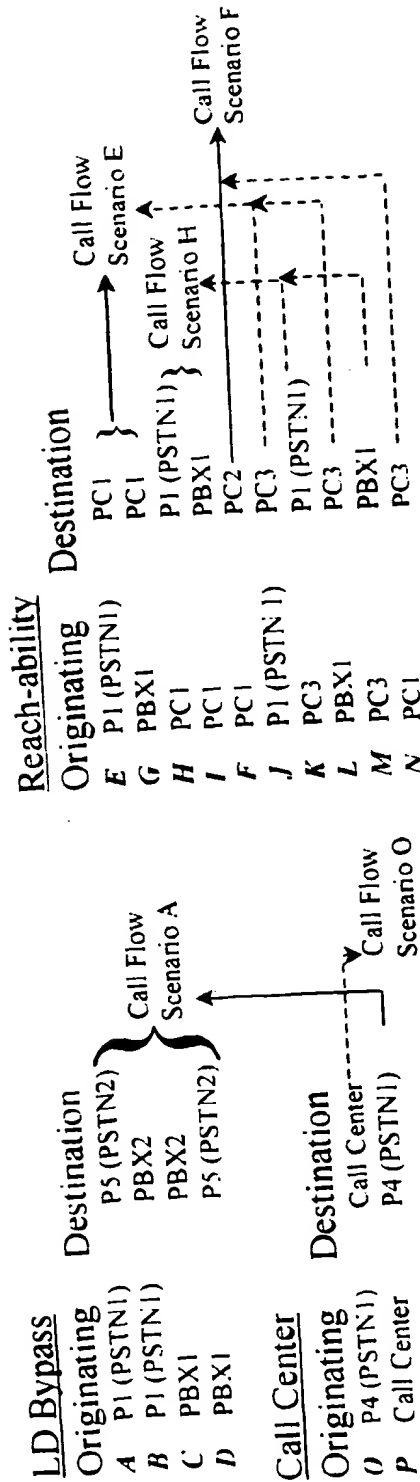 LD Bypass
Originating Destination
A P1 (PSTN1) P5 (PSTN2)
B P1 (PSTN1) PBX2
C PBX1 PBX2
D PBX1 P5 (PSTN2)
Call Flow
Scenario A
Call Center
Originating Destination
O P4 (PSTN1) Call Center
P Call Center P4 (PSTN1)
Call Flow
Scenario O
Reach-ability
Originating Destination
E P1 (PSTN1) PC1
G PBX1 PC1
H PC1 P1 (PSTN1)
I PC1 PBX1
F PC1 PC2
J P1 (PSTN 1) PC3
K PC3 P1 (PSTN1)
L PBX1 PC3
M PC3 PBX1
N PC1 PC3
Call Flow
Scenario E
Call Flow
Scenario H
Call Flow
Scenario F